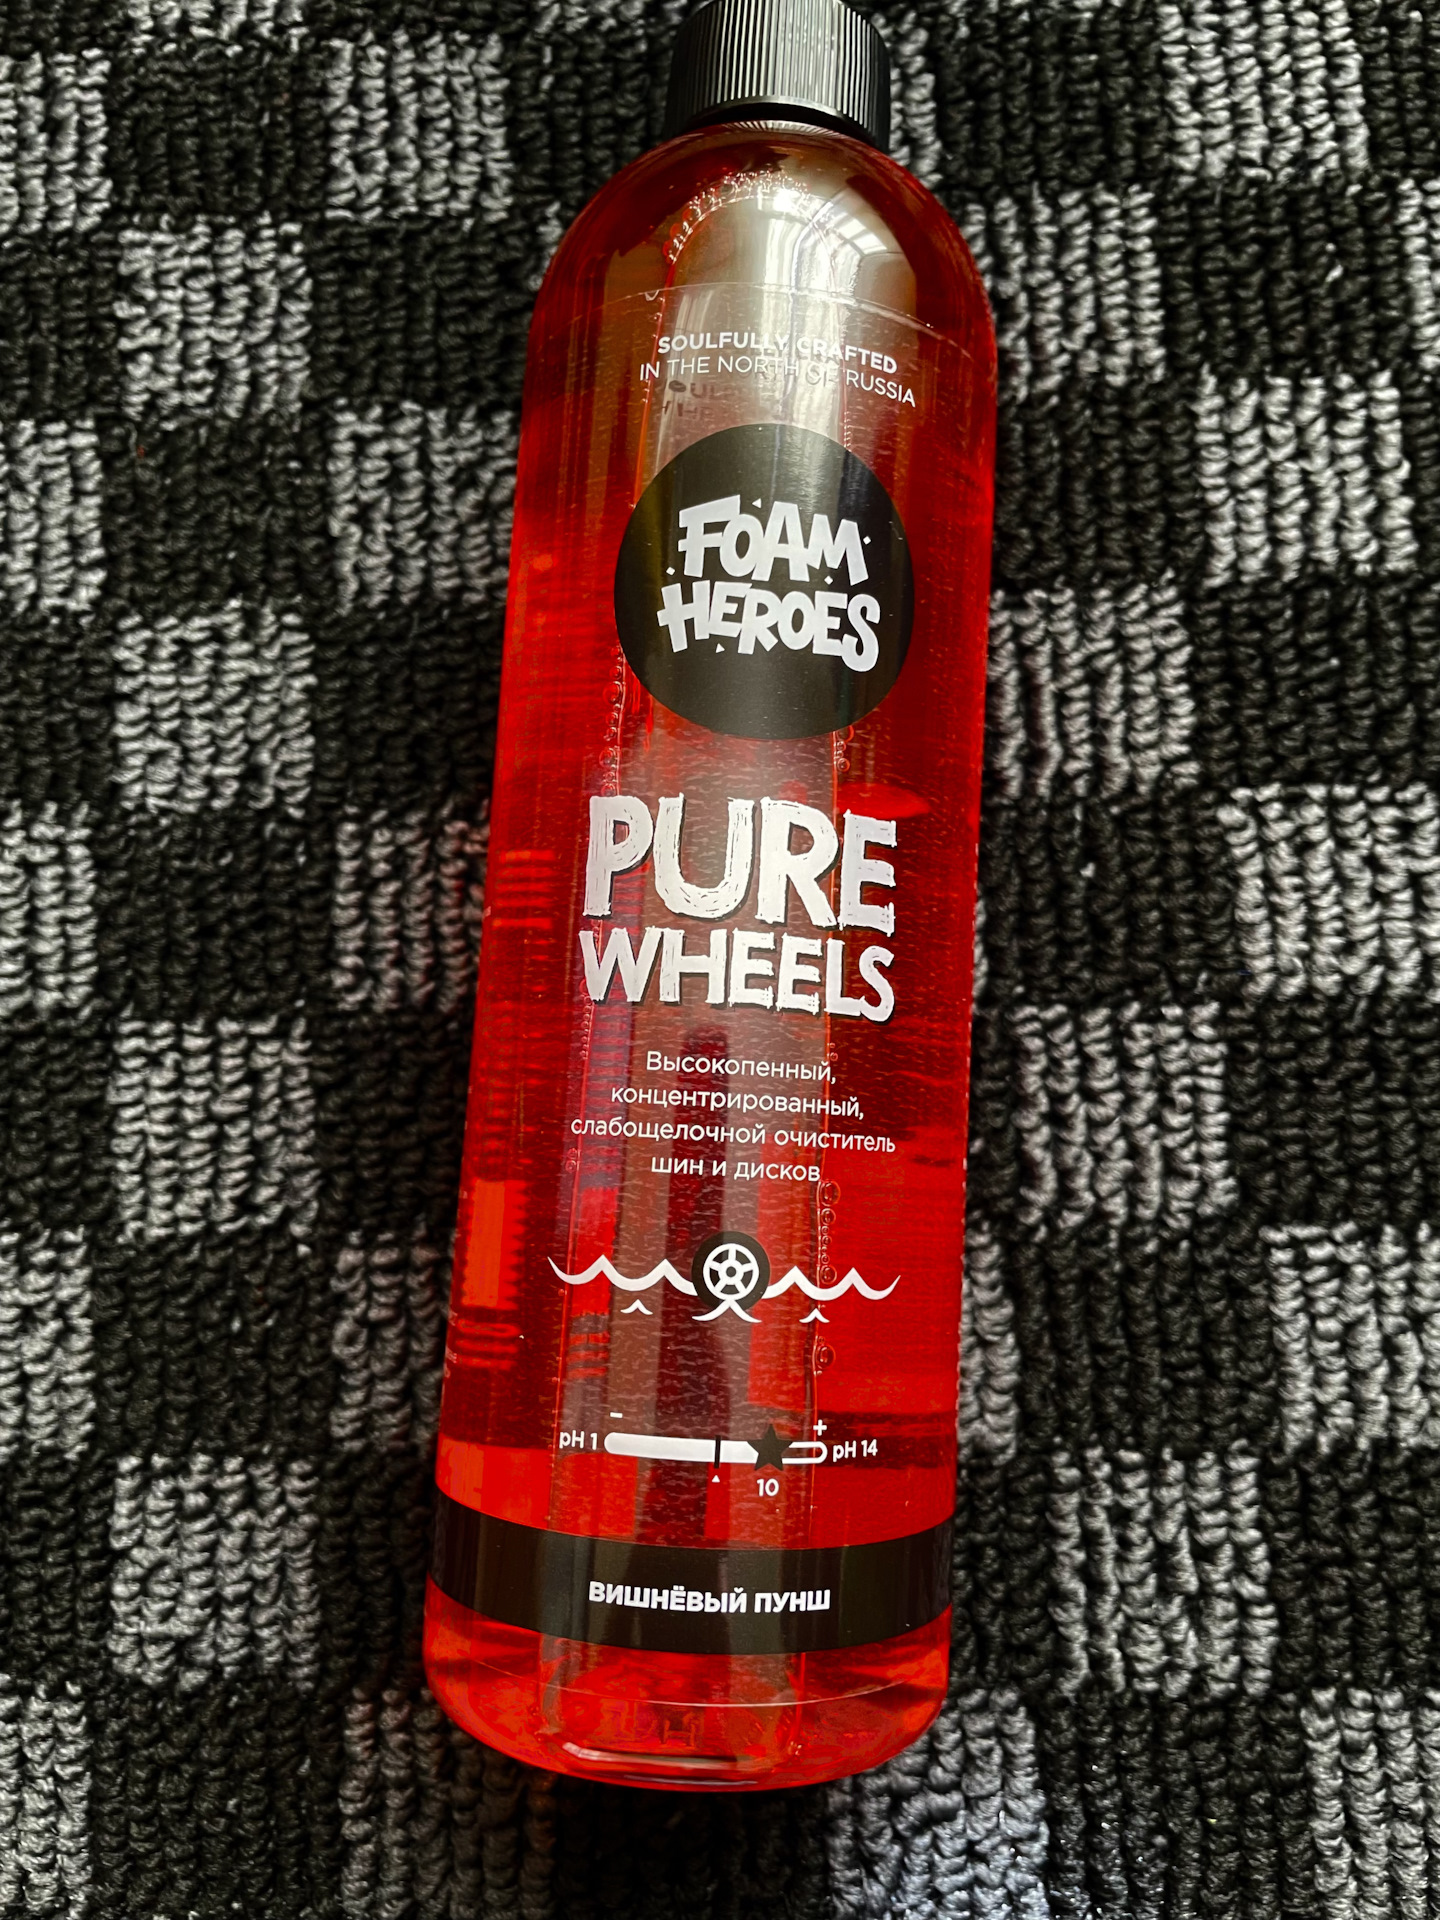 SOULFULLY CRAFTED
IN THE NORTH OF RUSSIA
FOAM
HEROES
PURE
WHEELS
Высокопенный,
концентрированный,
слабощелочной очиститель
шин и дисков
- +
pH 1 pH 14
10
ВИШНЁВЫЙ ПУНШ